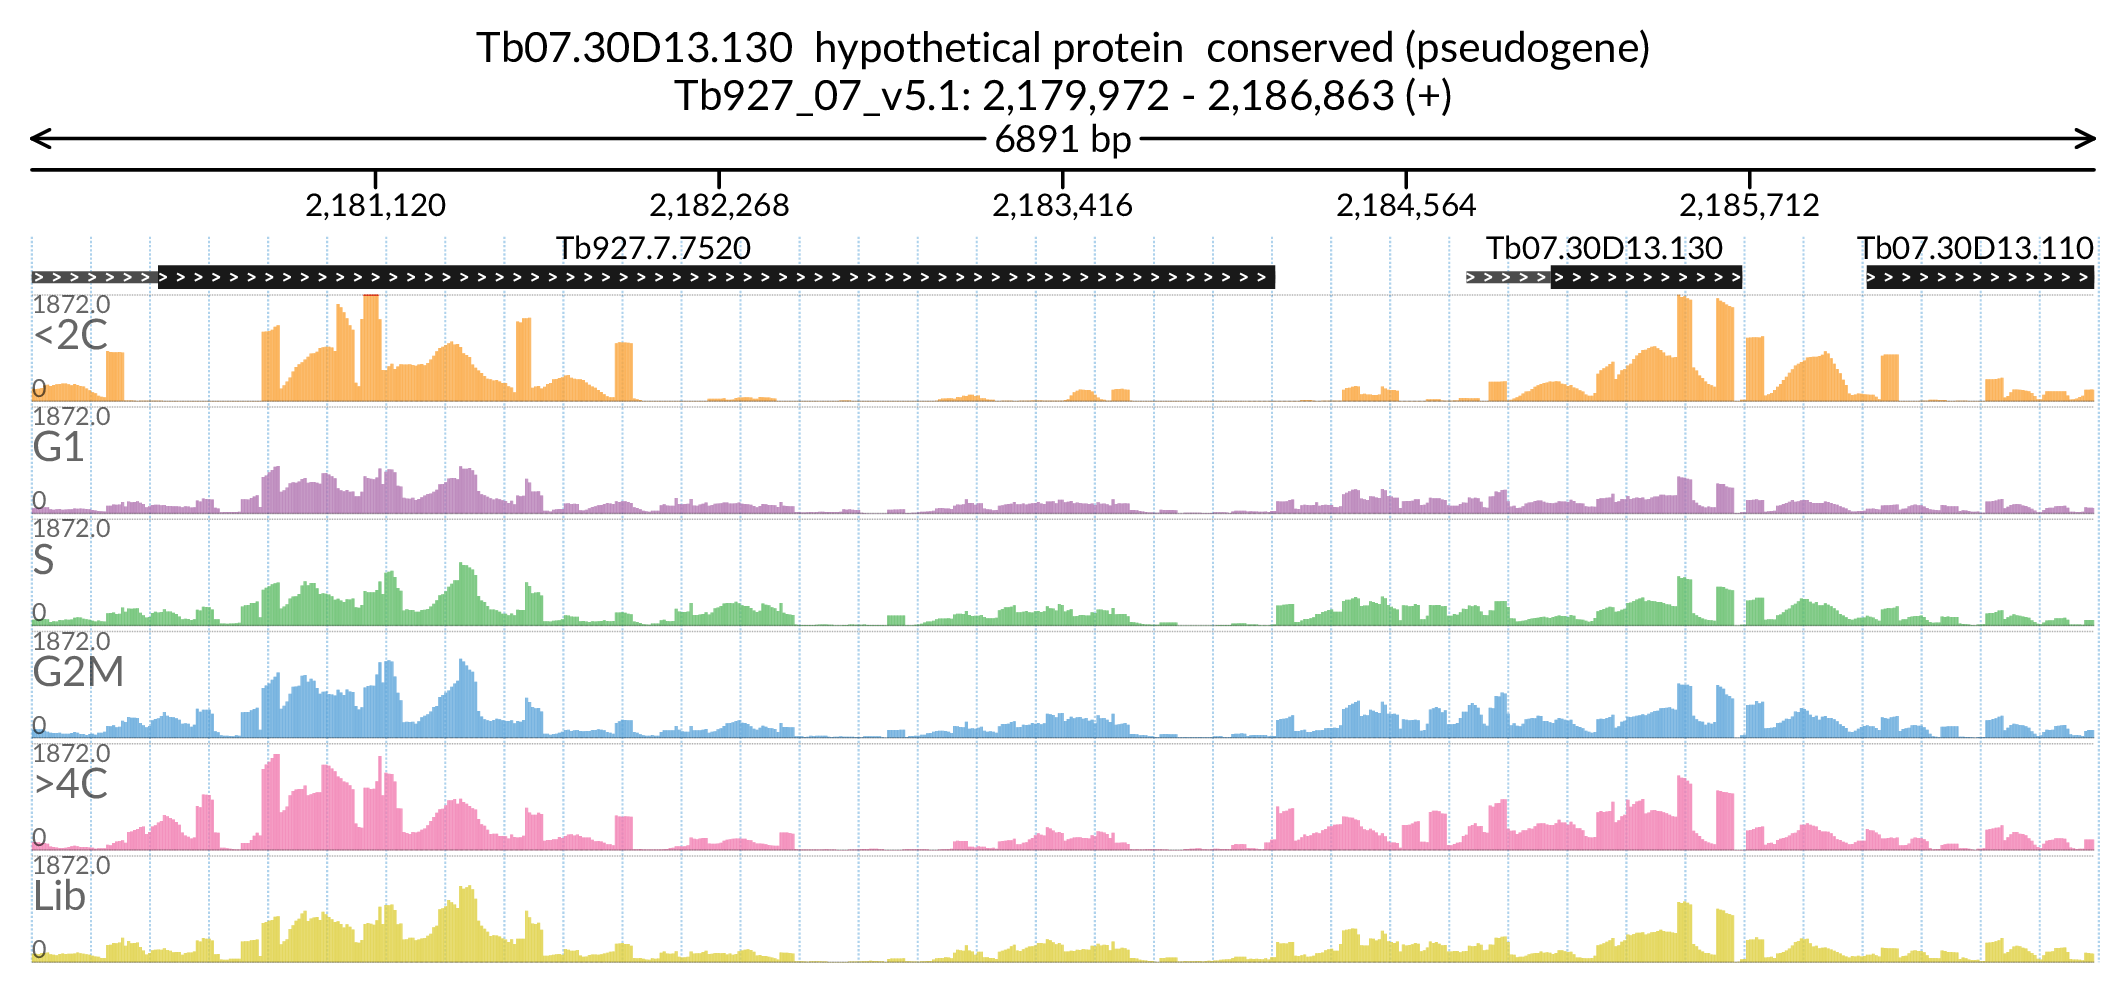 Tb07.30D13.130 hypothetical protein conserved (pseudogene)
Tb927_07_v5.1: 2,179,972 - 2,186,863 (+)
6891 bp
2,181,120 2,182,268 2,183,416 2,184,564 2,185,712
Tb927.7.7520 Tb07.30D13.130 Tb07.30D13.110
1872.0
<2C
0
1872.0
G1
0
1872.0
S
0
1872.0
G2M
0
1872.0
>4C
0
1872.0
Lib
0